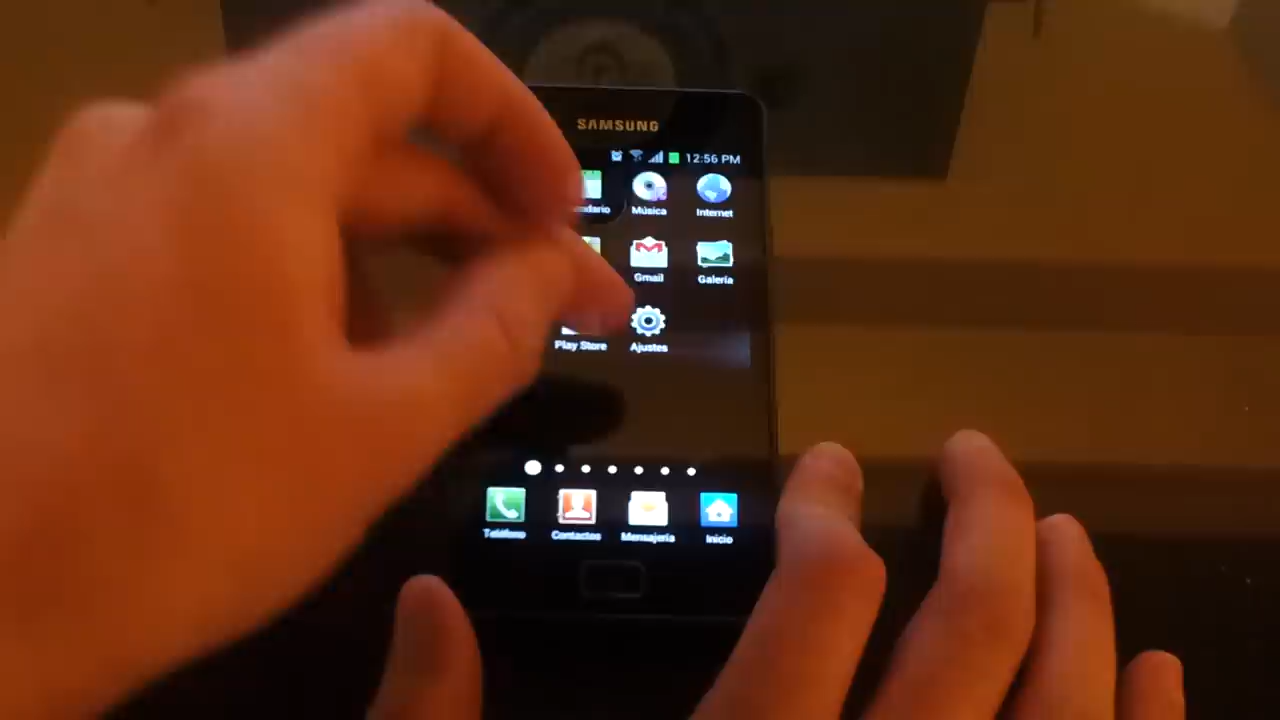 SAMSUNG
12:56 PM
Música
Internet
Gmail
Galería
Play Store
Ajustes
Teléfono
Contactos
Mensajería
Inicio